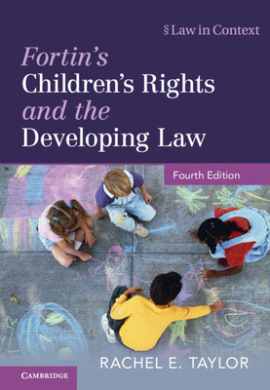 § Law in Context
Fortin's
Children's Rights
and the
Developing Law
Fourth Edition
CAMBRIDGE
RACHEL E. TAYLOR